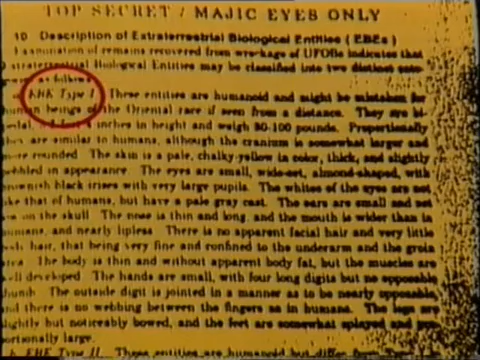 TOP SECRET / MAJIC EYES ONLY
10 Description of Extraterrestrial Biological Entities ( EBEs )
examination of remains recovered from wreckage of UFOBs indicates that
Biological Entities may be classified into two distinct
as follows
EBE Type I These entities are humanoid and might be mistaken for
human beings of the Oriental race if seen from a distance. They are bi-
inches in height and weigh 80-100 pounds. Proportionally
are similar to humans, although the cranium is somewhat larger and
more rounded. The skin is a pale, chalky-yellow in color, thick, and slightly
pebbled in appearance. The eyes are small, wide-set, almond-shaped, with
brownish black irises with very large pupils. The whites of the eyes are not
like that of humans, but have a pale gray cast. The ears are small and set
on the skull. The nose is thin and long, and the mouth is wider than in
humans, and nearly lipless. There is no apparent facial hair and very little
hair, that being very fine and confined to the underarm and the groin
area. The body is thin and without apparent body fat, but the muscles are
well developed. The hands are small, with four long digits but no opposable
thumb. The outside digit is jointed in a manner as to be nearly opposable,
and there is no webbing between the fingers as in humans. The legs are
slightly but noticeably bowed, and the feet are somewhat splayed and
portionally large.
EBE Type II These entities are humanoid but differ from